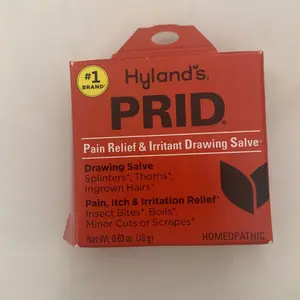 #1
BRAND*
Hyland's®
PRID®
Pain Relief & Irritant Drawing Salve*
Drawing Salve
Splinters*, Thorns*,
Ingrown Hairs*
Pain, Itch & Irritation Relief*
Insect Bites*, Boils*,
Minor Cuts or Scrapes*
Net Wt. 0.63 oz (18 g)
HOMEOPATHIC